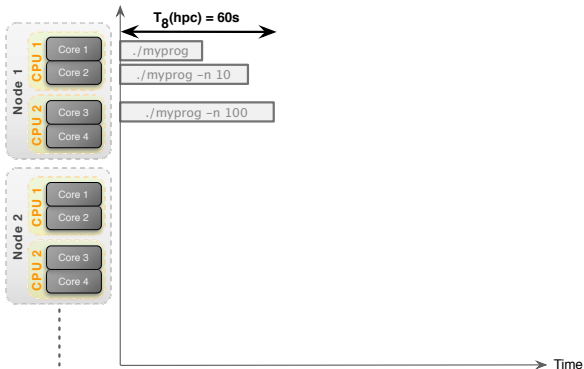 T8(hpc) = 60s
Node 1
CPU 1
Core 1
./myprog
Core 2
./myprog –n 10
CPU 2
Core 3
./myprog –n 100
Core 4
Node 2
CPU 1
Core 1
Core 2
CPU 2
Core 3
Core 4
Time